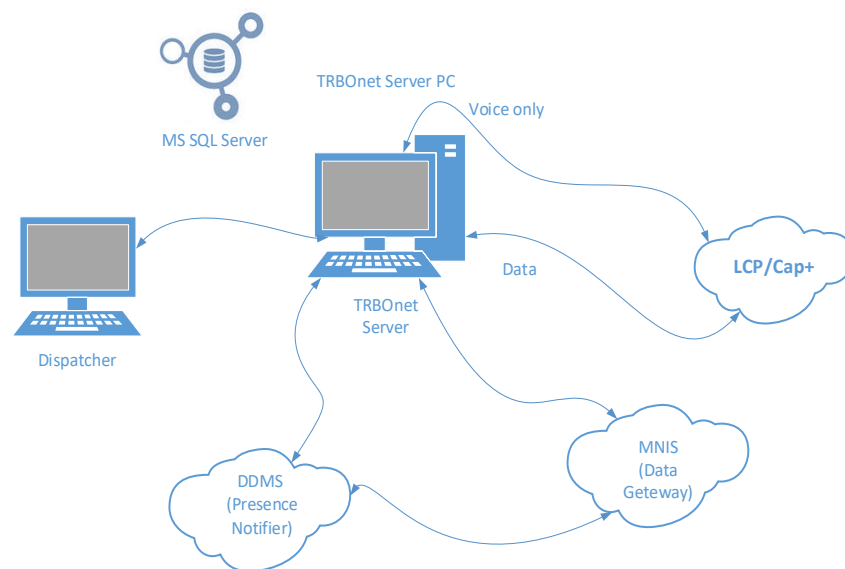 TRBOnet Server PC
Voice only
MS SQL Server
LCP/Cap+
Data
TRBOnet
Server
Dispatcher
MNIS
(Data
Geteway)
DDMS
(Presence
Notifier)